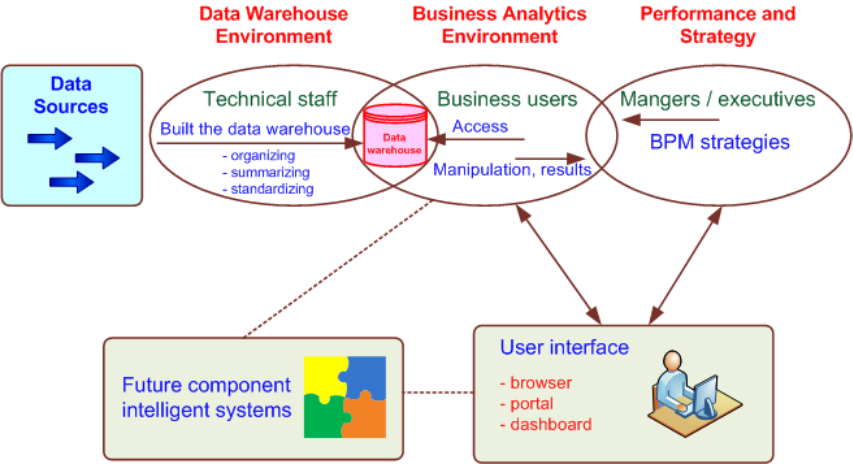 Data Warehouse
Environment
Business Analytics
Environment
Performance and
Strategy
Data
Sources
Technical staff
Built the data warehouse
- organizing
- summarizing
- standardizing
Data
warehouse
Business users
Access
Manipulation, results
Mangers / executives
BPM strategies
Future component
intelligent systems
User interface
- browser
- portal
- dashboard